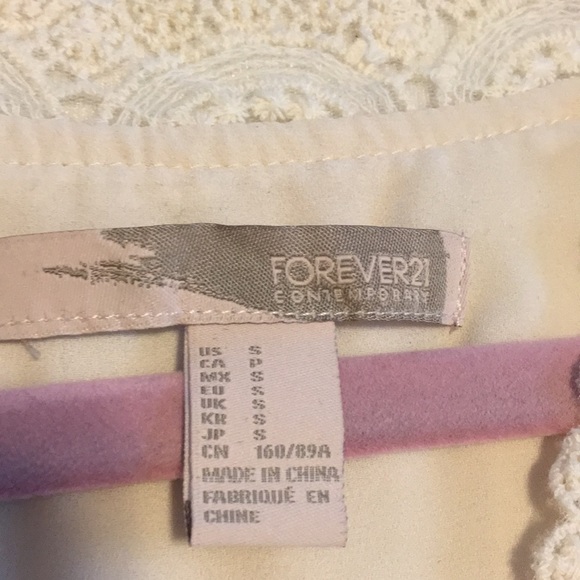 FOREVER21
CONTEMPORARY
US S
CA P
MX S
EU S
UK S
KR S
JP S
CN 160/89A
MADE IN CHINA
FABRIQUÉ EN
CHINE